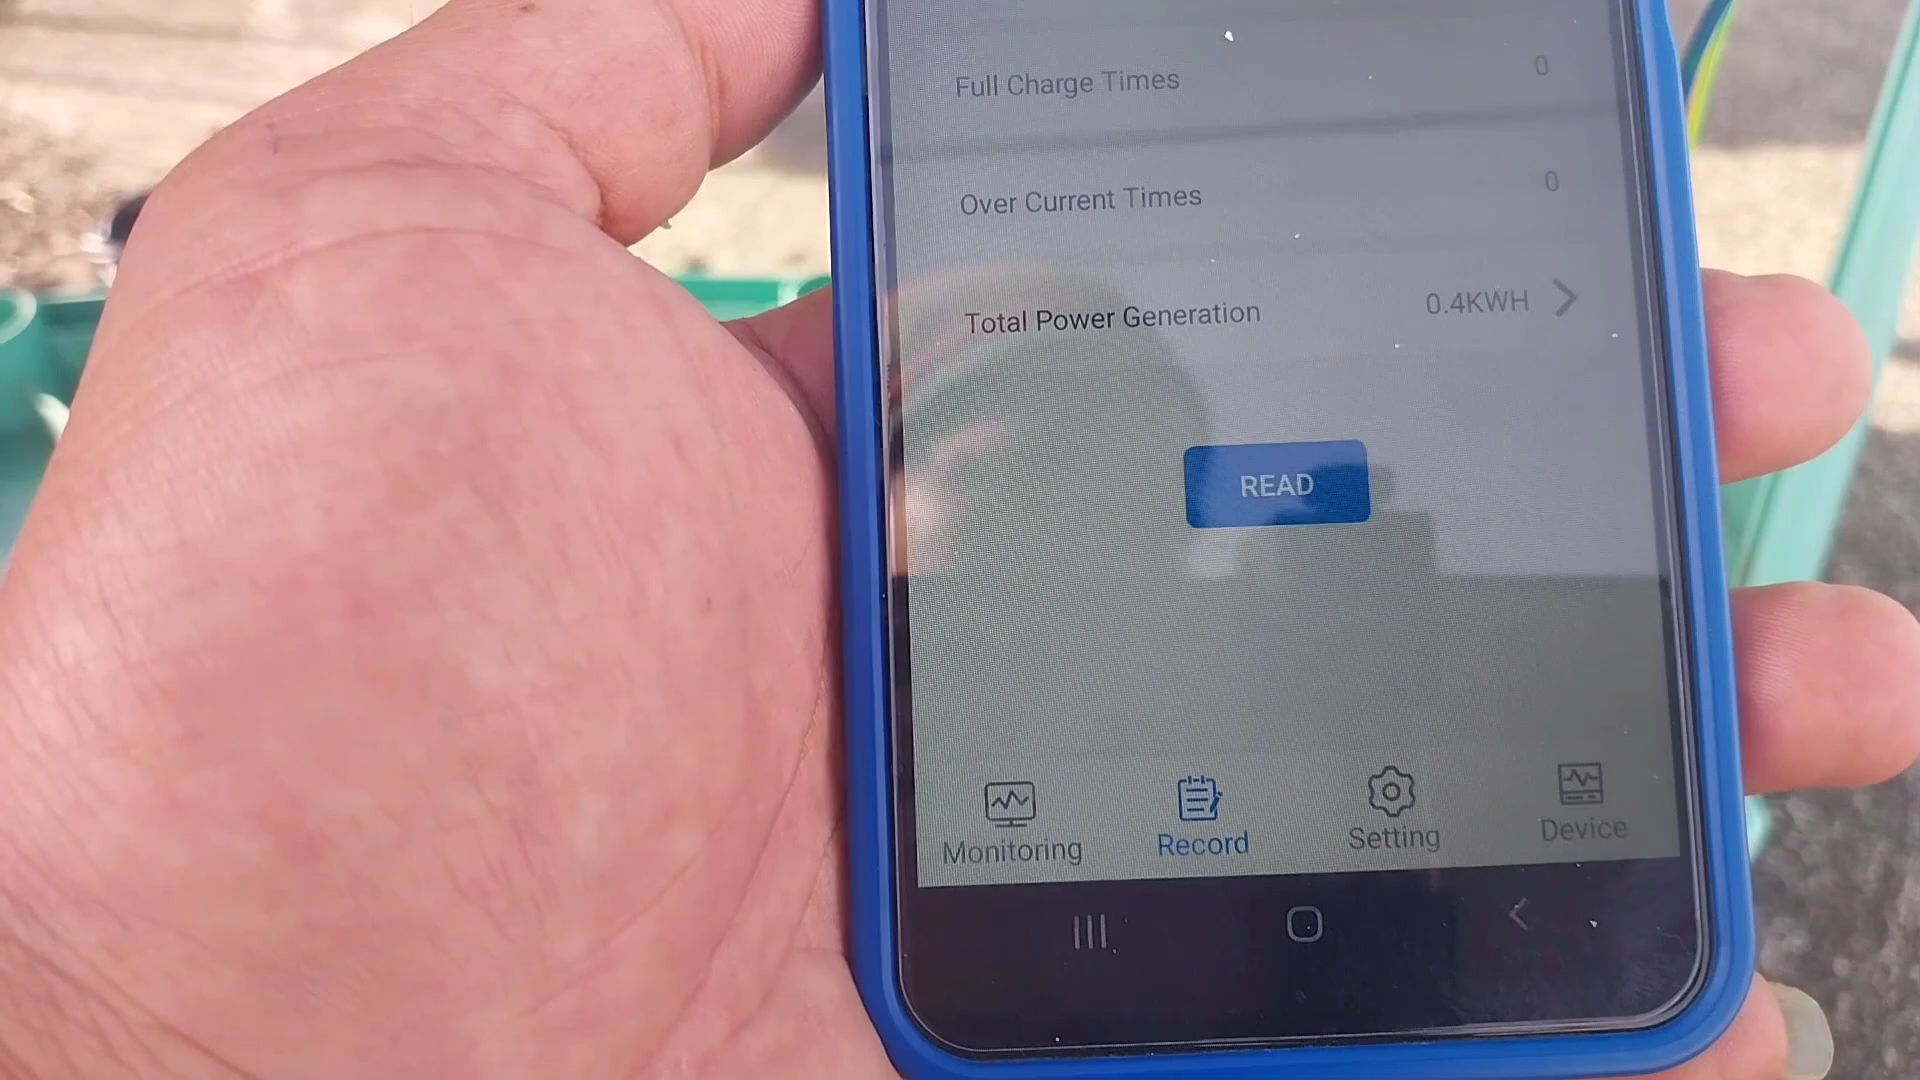 Full Charge Times 0
Over Current Times 0
Total Power Generation 0.4KWH
READ
Monitoring Record Setting Device